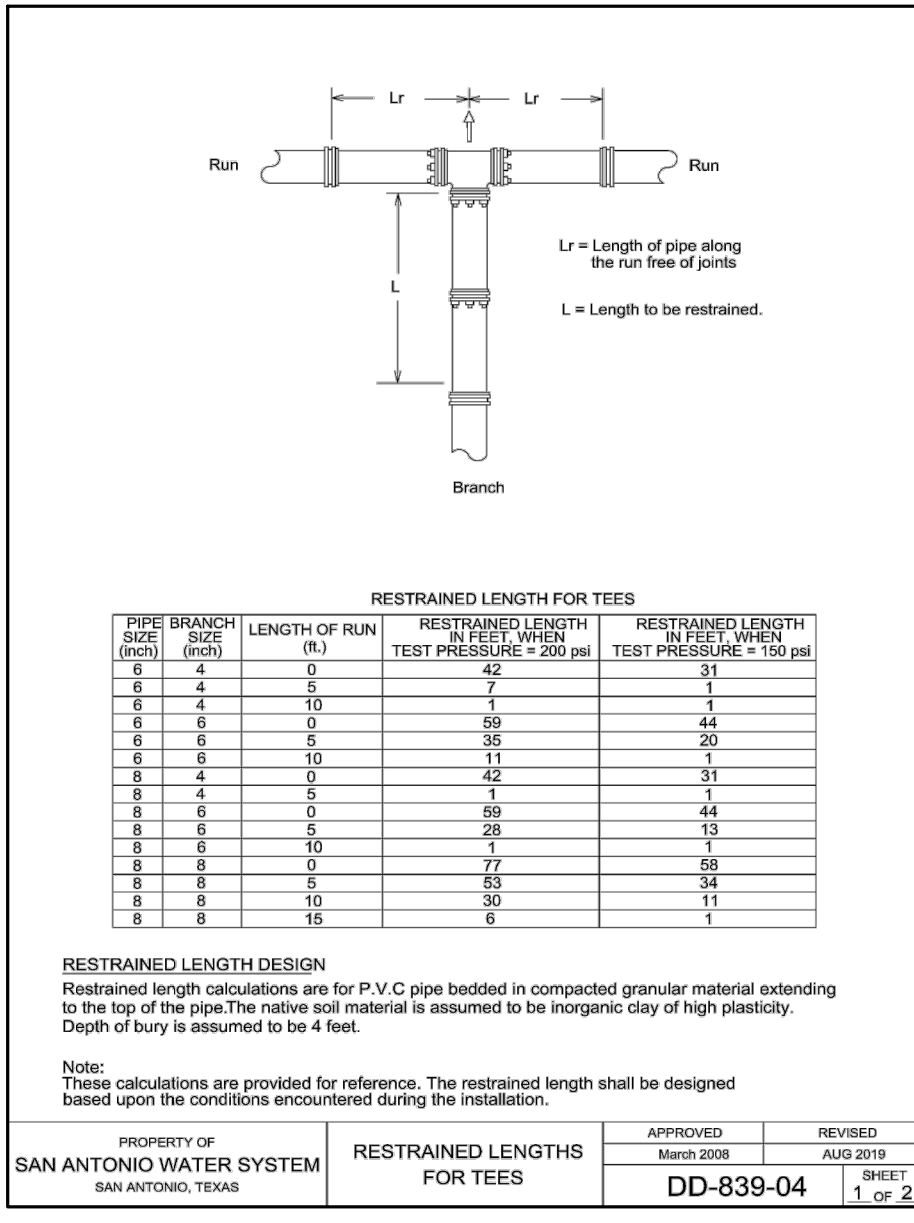 Lr
Lr
Run
Run
Lr = Length of pipe along
the run free of joints
L
L = Length to be restrained.
Branch
RESTRAINED LENGTH FOR TEES
PIPE SIZE (inch) BRANCH SIZE (inch) LENGTH OF RUN (ft.) RESTRAINED LENGTH IN FEET, WHEN TEST PRESSURE = 200 psi RESTRAINED LENGTH IN FEET, WHEN TEST PRESSURE = 150 psi
6 4 0 42 31
6 4 5 7 1
6 4 10 1 1
6 6 0 59 44
6 6 5 35 20
6 6 10 11 1
8 4 0 42 31
8 4 5 1 1
8 6 0 59 44
8 6 5 28 13
8 6 10 1 1
8 8 0 77 58
8 8 5 53 34
8 8 10 30 11
8 8 15 6 1
RESTRAINED LENGTH DESIGN
Restrained length calculations are for P.V.C pipe bedded in compacted granular material extending
to the top of the pipe.The native soil material is assumed to be inorganic clay of high plasticity.
Depth of bury is assumed to be 4 feet.
Note:
These calculations are provided for reference. The restrained length shall be designed
based upon the conditions encountered during the installation.
PROPERTY OF
SAN ANTONIO WATER SYSTEM
SAN ANTONIO, TEXAS
RESTRAINED LENGTHS
FOR TEES
APPROVED REVISED
March 2008 AUG 2019
DD-839-04
SHEET
1 OF 2